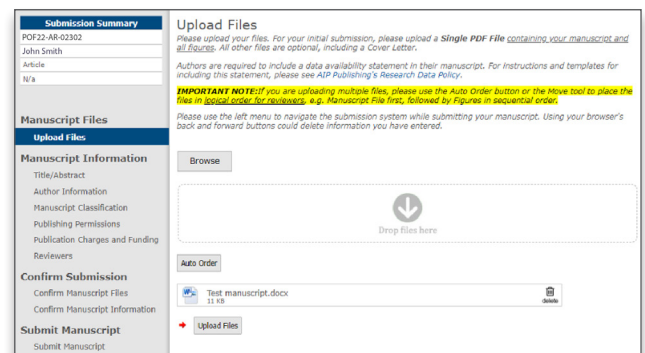 Submission Summary
POF22-AR-02302
John Smith
Article
N/a
Manuscript Files
Upload Files
Manuscript Information
Title/Abstract
Author Information
Manuscript Classification
Publishing Permissions
Publication Charges and Funding
Reviewers
Confirm Submission
Confirm Manuscript Files
Confirm Manuscript Information
Submit Manuscript
Submit Manuscript
Upload Files
Please upload your files. For your initial submission, please upload a Single PDF File containing your manuscript and
all figures. All other files are optional, including a Cover Letter.
Authors are required to include a data availability statement in their manuscript. For instructions and templates for
including this statement, please see AIP Publishing's Research Data Policy.
IMPORTANT NOTE:If you are uploading multiple files, please use the Auto Order button or the Move tool to place the
files in logical order for reviewers, e.g. Manuscript File first, followed by Figures in sequential order.
Please use the left menu to navigate the submission system while submitting your manuscript. Using your browser's
back and forward buttons could delete information you have entered.
Browse
Drop files here
Auto Order
Test manuscript.docx
11 KB
delete
Upload Files